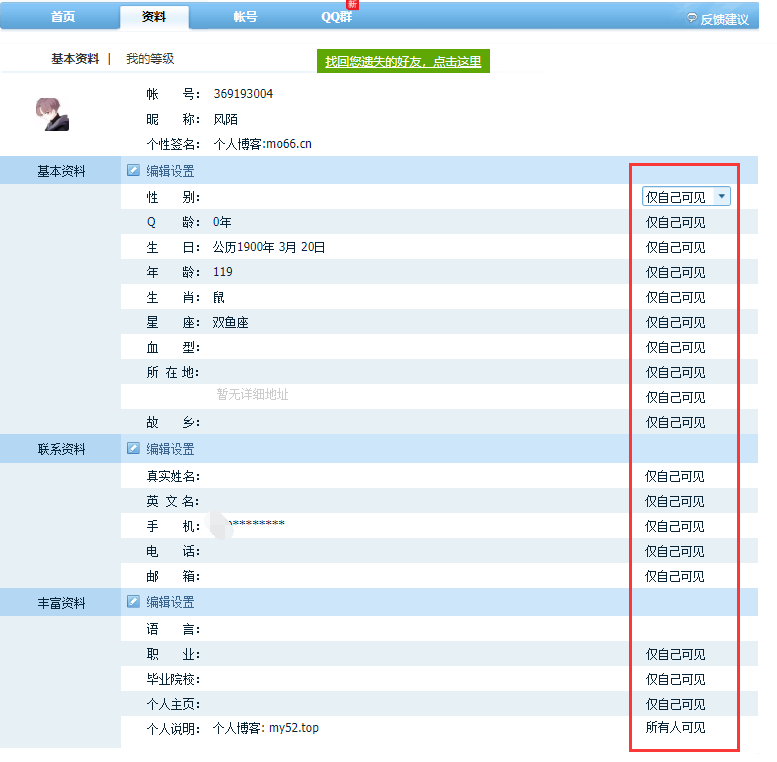 首页 资料 帐号 QQ群 新 反馈建议
基本资料 | 我的等级 找回您遗失的好友，点击这里
帐 号： 369193004
昵 称： 风陌
个性签名： 个人博客:mo66.cn
基本资料 编辑设置
性 别： 仅自己可见
Q 龄： 0年 仅自己可见
生 日： 公历1900年 3月 20日 仅自己可见
年 龄： 119 仅自己可见
生 肖： 鼠 仅自己可见
星 座： 双鱼座 仅自己可见
血 型： 仅自己可见
所 在 地： 仅自己可见
暂无详细地址 仅自己可见
故 乡： 仅自己可见
联系资料 编辑设置
真实姓名： 仅自己可见
英 文 名： 仅自己可见
手 机： ******** 仅自己可见
电 话： 仅自己可见
邮 箱： 仅自己可见
丰富资料 编辑设置
语 言：
职 业： 仅自己可见
毕业院校： 仅自己可见
个人主页： 仅自己可见
个人说明： 个人博客: my52.top 所有人可见